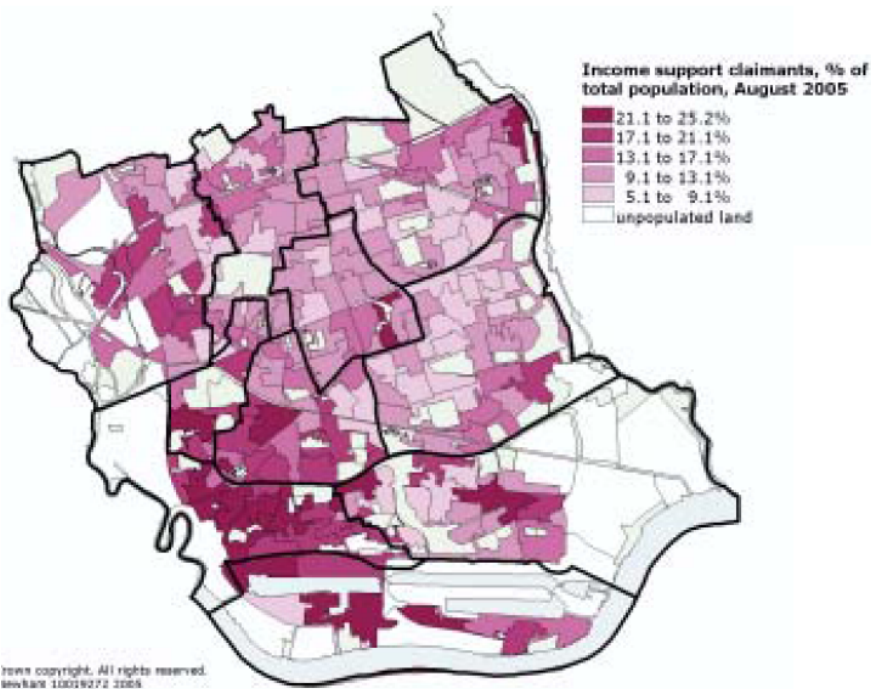 Income support claimants, % of
total population, August 2005
21.1 to 25.2%
17.1 to 21.1%
13.1 to 17.1%
9.1 to 13.1%
5.1 to 9.1%
unpopulated land
rown copyright. All rights reserved.
ewham 10019272 2005